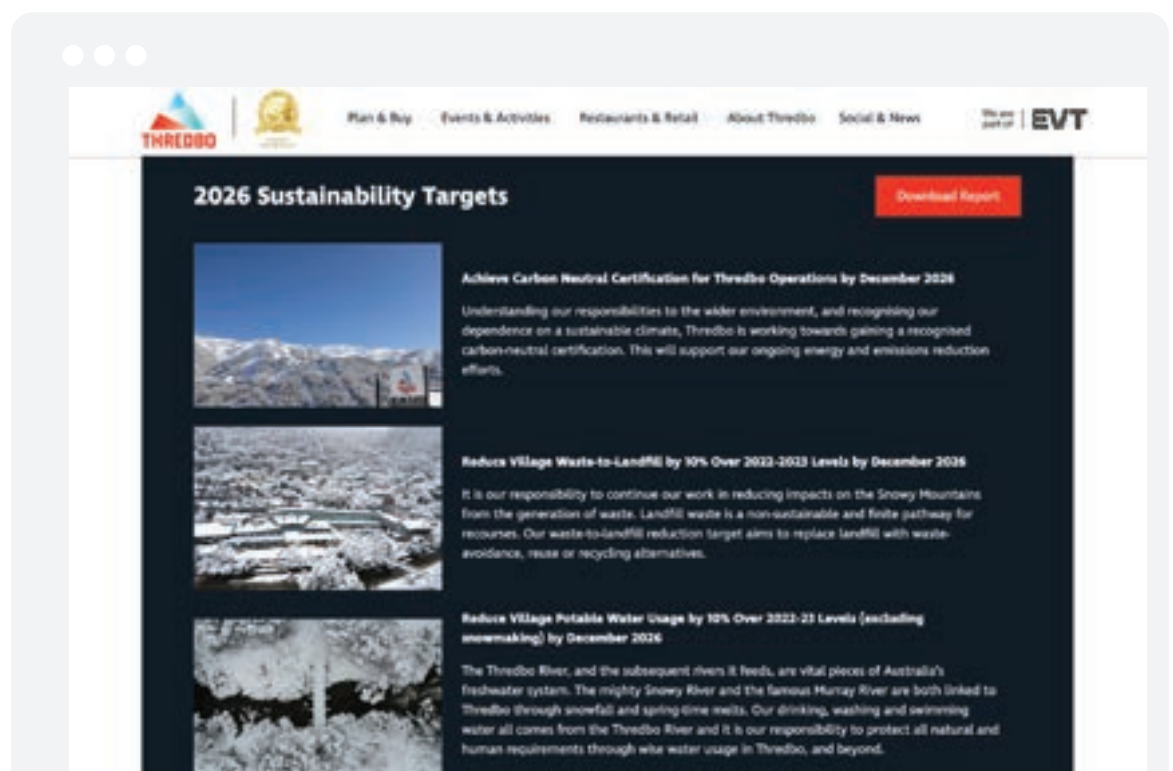 THREDBO
Plan & Buy
Events & Activities
Restaurants & Retail
About Thredbo
Social & News
We are
part of
EVT
2026 Sustainability Targets
Download Report
Achieve Carbon Neutral Certification for Thredbo Operations by December 2026
Understanding our responsibilities to the wider environment, and recognising our
dependence on a sustainable climate, Thredbo is working towards gaining a recognised
carbon-neutral certification. This will support our ongoing energy and emissions reduction
efforts.
Reduce Village Waste-to-Landfill by 10% Over 2022-2023 Levels by December 2026
It is our responsibility to continue our work in reducing impacts on the Snowy Mountains
from the generation of waste. Landfill waste is a non-sustainable and finite pathway for
recourses. Our waste-to-landfill reduction target aims to replace landfill with waste-
avoidance, reuse or recycling alternatives.
Reduce Village Potable Water Usage by 10% Over 2022-23 Levels (excluding
snowmaking) by December 2026
The Thredbo River, and the subsequent rivers it feeds, are vital pieces of Australia's
freshwater system. The mighty Snowy River and the famous Murray River are both linked to
Thredbo through snowfall and spring-time melts. Our drinking, washing and swimming
water all comes from the Thredbo River and it is our responsibility to protect all natural and
human requirements through wise water usage in Thredbo, and beyond.